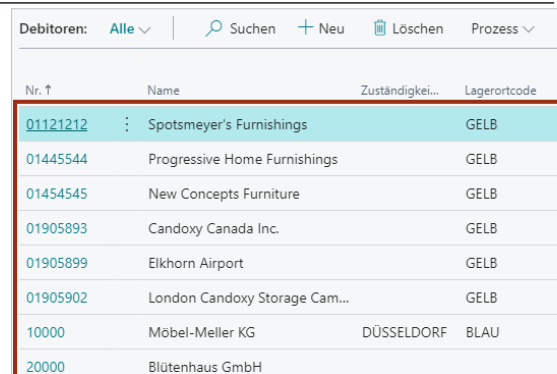 Debitoren: Alle Suchen Neu Löschen Prozess
Nr. ↑ Name Zuständigkei... Lagerortcode
01121212 Spotsmeyer's Furnishings GELB
01445544 Progressive Home Furnishings GELB
01454545 New Concepts Furniture GELB
01905893 Candoxy Canada Inc. GELB
01905899 Elkhorn Airport GELB
01905902 London Candoxy Storage Cam... GELB
10000 Möbel-Meller KG DÜSSELDORF BLAU
20000 Blütenhaus GmbH